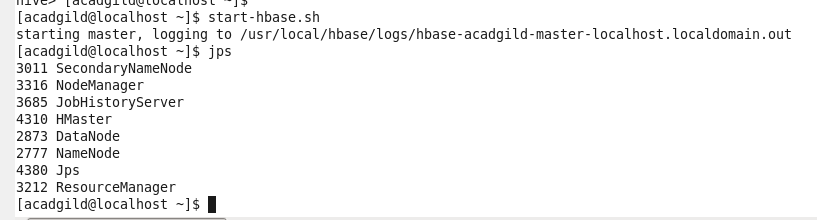 hive> [acadgild@localhost ~]$
[acadgild@localhost ~]$ start-hbase.sh
starting master, logging to /usr/local/hbase/logs/hbase-acadgild-master-localhost.localdomain.out
[acadgild@localhost ~]$ jps
3011 SecondaryNameNode
3316 NodeManager
3685 JobHistoryServer
4310 HMaster
2873 DataNode
2777 NameNode
4380 Jps
3212 ResourceManager
[acadgild@localhost ~]$